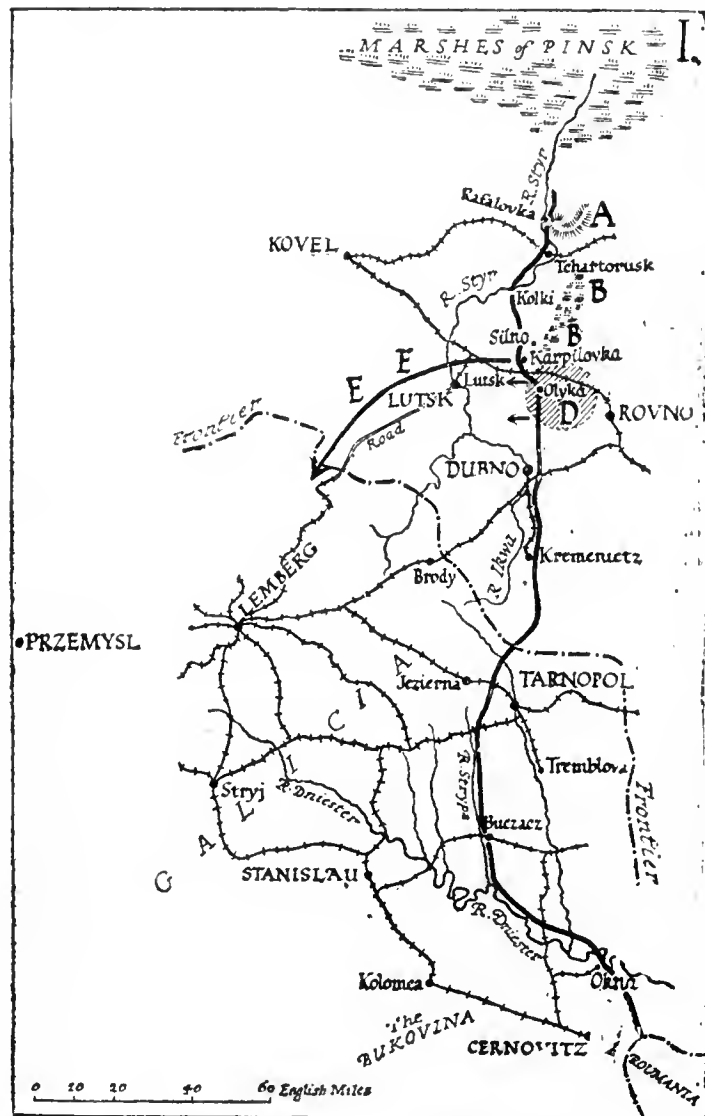 I.
MARSHES of PINSK
R. Styr
Rafalovka
A
KOVEL
Tchartorusk
R. Styr
Kolki
B
Silno
B
Karpilovka
E E
Lutsk
LUTSK
Olyka
D
ROVNO
Frontier
Road
DUBNO
R Ikwa
Kremenietz
Brody
LEMBERG
PRZEMYSL
Jezierna
TARNOPOL
GALICIA
R. Strypa
Tremblova
Frontier
Stryj
R. Dniester
Buczacz
STANISLAU
R. Dniester
Okna
Kolomea
The
BUKOVINA
CERNOVITZ
ROUMANIA
0 10 20 40 60 English Miles